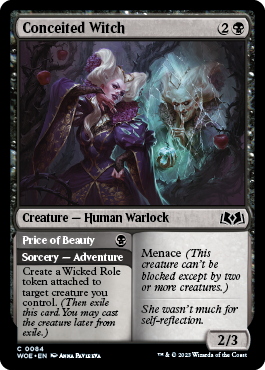 Conceited Witch 2
Creature — Human Warlock
Price of Beauty
Sorcery — Adventure
Create a Wicked Role
token attached to
target creature you
control. (Then exile
this card. You may cast
the creature later from
exile.)
Menace (This
creature can't be
blocked except by two
or more creatures.)
She wasn't much for
self-reflection.
2/3
C 0084
WOE • EN Anna Pavleeva
™ & © 2023 Wizards of the Coast